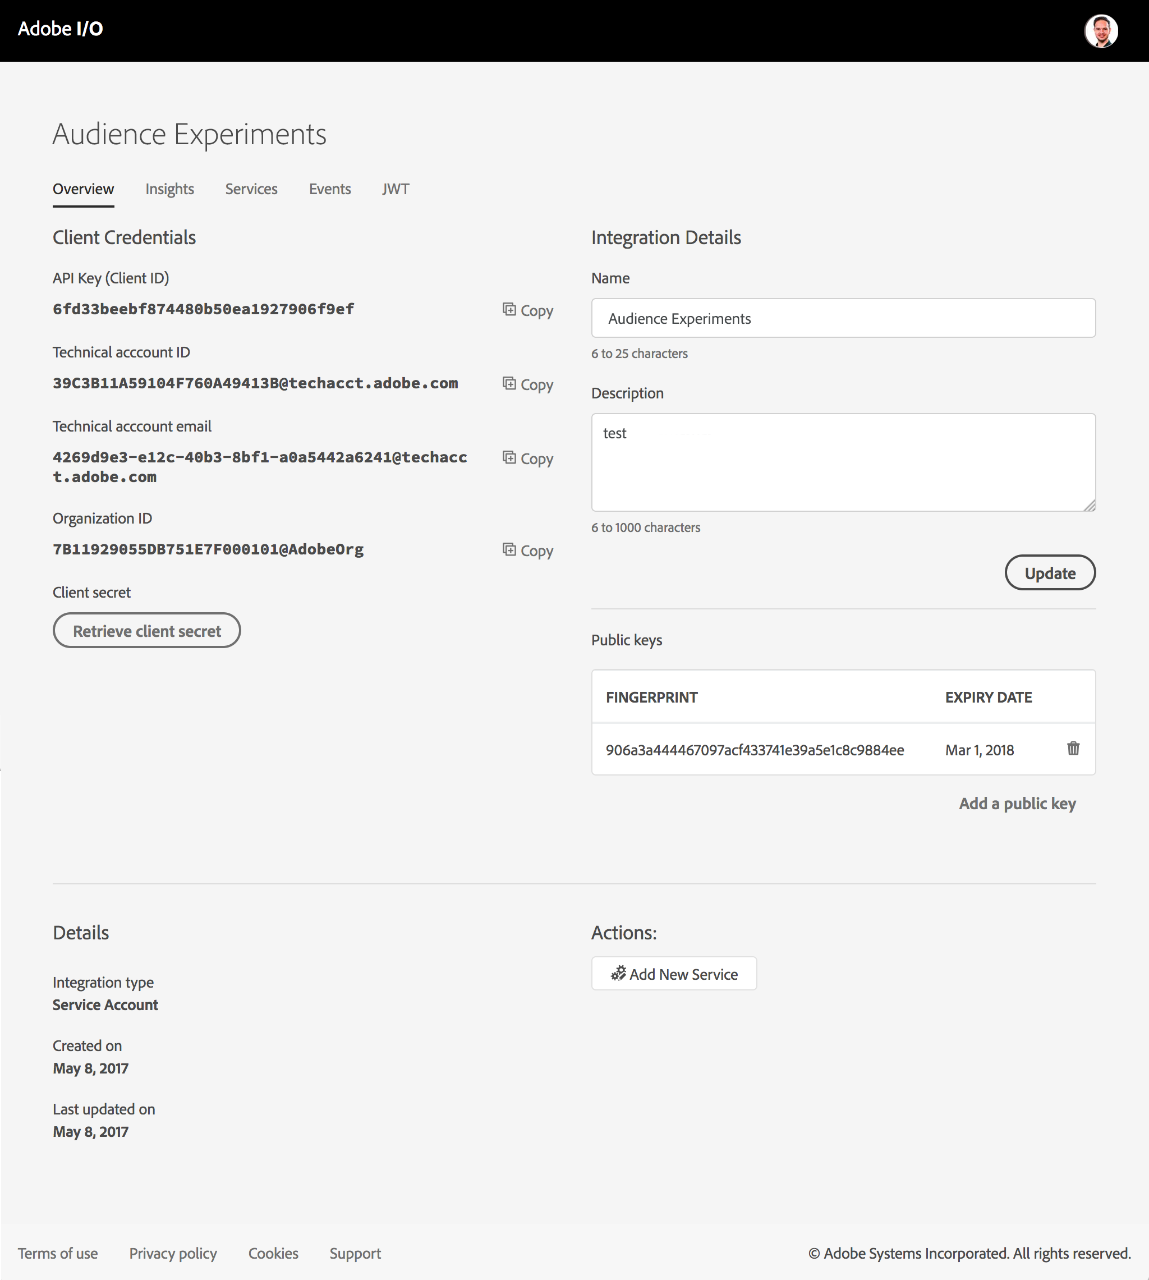 Adobe I/O
Audience Experiments
Overview
Insights
Services
Events
JWT
Client Credentials
API Key (Client ID)
6fd33beebf874480b50ea1927906f9ef
Copy
Technical acccount ID
39C3B11A59104F760A49413B@techacct.adobe.com
Copy
Technical acccount email
4269d9e3-e12c-40b3-8bf1-a0a5442a6241@techacc
t.adobe.com
Copy
Organization ID
7B11929055DB751E7F000101@AdobeOrg
Copy
Client secret
Retrieve client secret
Integration Details
Name
Audience Experiments
6 to 25 characters
Description
test
6 to 1000 characters
Update
Public keys
FINGERPRINT EXPIRY DATE
906a3a444467097acf433741e39a5e1c8c9884ee Mar 1, 2018
Add a public key
Details
Integration type
Service Account
Created on
May 8, 2017
Last updated on
May 8, 2017
Actions:
Add New Service
Terms of use
Privacy policy
Cookies
Support
© Adobe Systems Incorporated. All rights reserved.